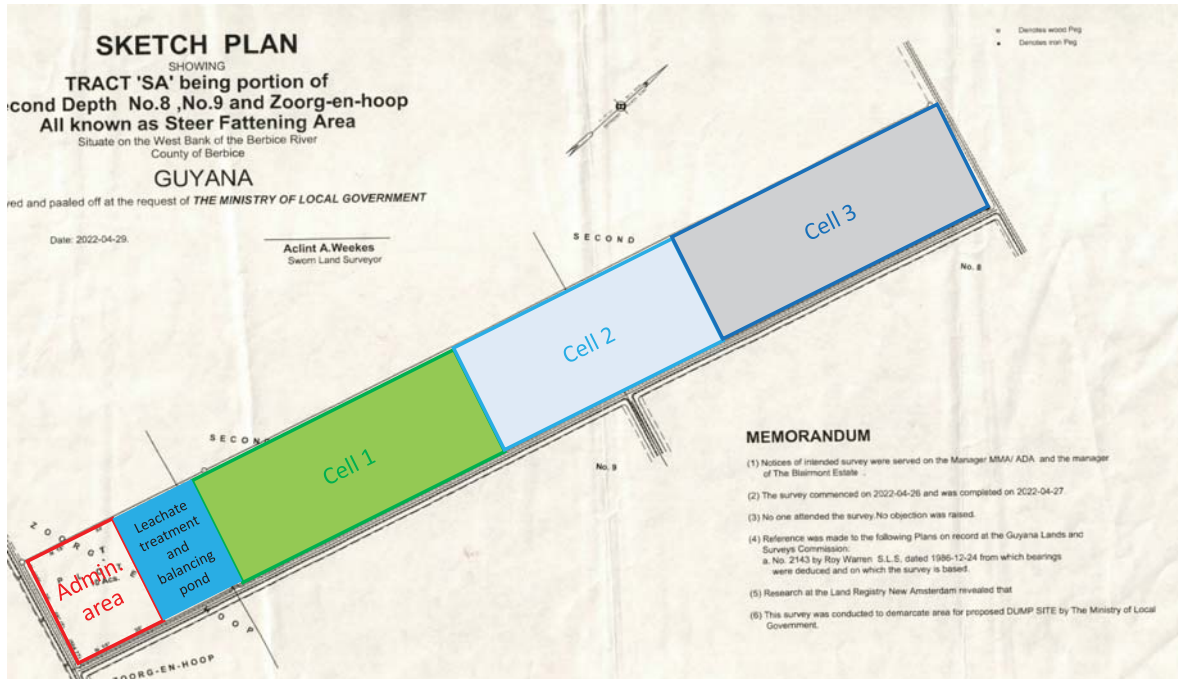 SKETCH PLAN
SHOWING
TRACT 'SA' being portion of
cond Depth No.8 ,No.9 and Zoorg-en-hoop
All known as Steer Fattening Area
Situate on the West Bank of the Berbice River
County of Berbice
GUYANA
ved and paaled off at the request of THE MINISTRY OF LOCAL GOVERNMENT
Date: 2022-04-29.
Aclint A.Weekes
Sworn Land Surveyor
Denotes wood Peg
Denotes iron Peg
SECOND
No. 8
Cell 3
Cell 2
Cell 1
SECON
No. 9
Leachate
treatment
and
balancing
pond
Admin.
area
ZOORG-EN-HOOP
MEMORANDUM
(1) Notices of intended survey were served on the Manager MMA/ ADA and the manager
of The Blairmont Estate .
(2) The survey commenced on 2022-04-26 and was completed on 2022-04-27
(3) No one attended the survey.No objection was raised.
(4) Reference was made to the following Plans on record at the Guyana Lands and
Surveys Commission:
a. No. 2143 by Roy Warren S.L.S. dated 1986-12-24 from which bearings
were deduced and on which the survey is based.
(5) Research at the Land Registry New Amsterdam revealed that
(6) This survey was conducted to demarcate area for proposed DUMP SITE by The Ministry of Local
Government.